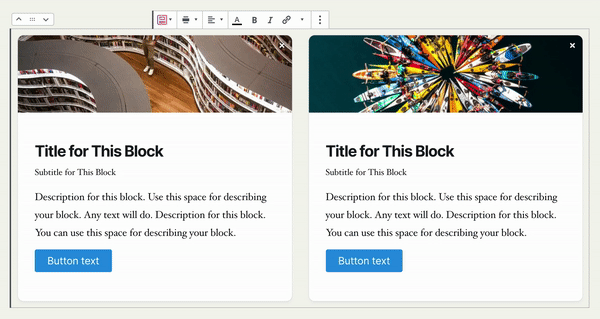 A B I
Title for This Block
Subtitle for This Block
Description for this block. Use this space for describing
your block. Any text will do. Description for this block.
You can use this space for describing your block.
Button text
Title for This Block
Subtitle for This Block
Description for this block. Use this space for describing
your block. Any text will do. Description for this block.
You can use this space for describing your block.
Button text